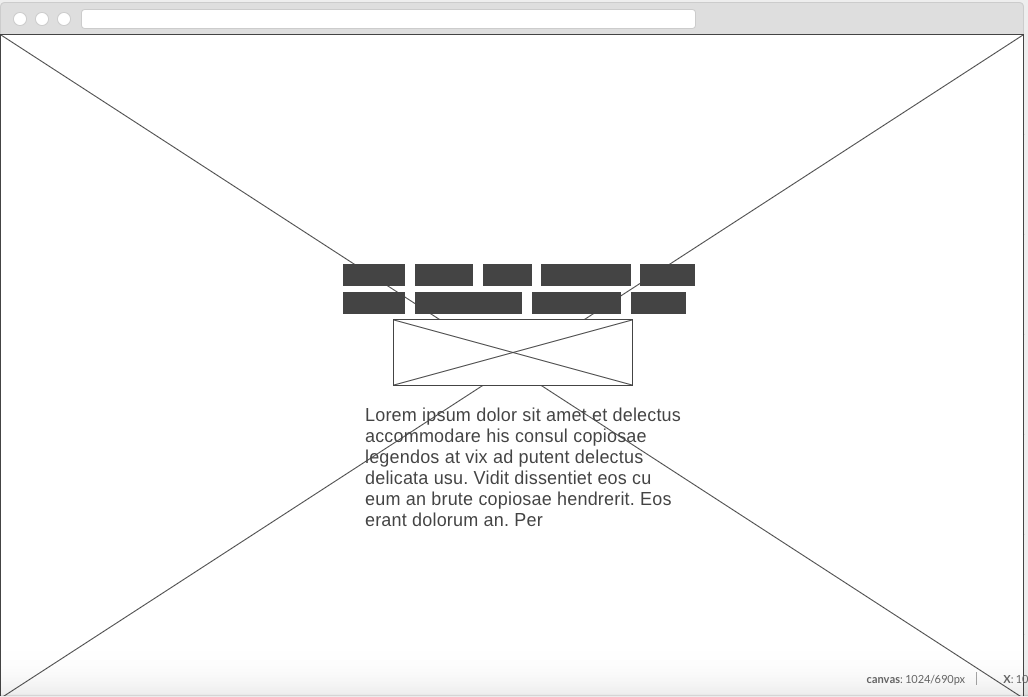 Lorem ipsum dolor sit amet et delectus
accommodare his consul copiosae
legendos at vix ad putent delectus
delicata usu. Vidit dissentiet eos cu
eum an brute copiosae hendrerit. Eos
erant dolorum an. Per
canvas: 1024/690px X: 10